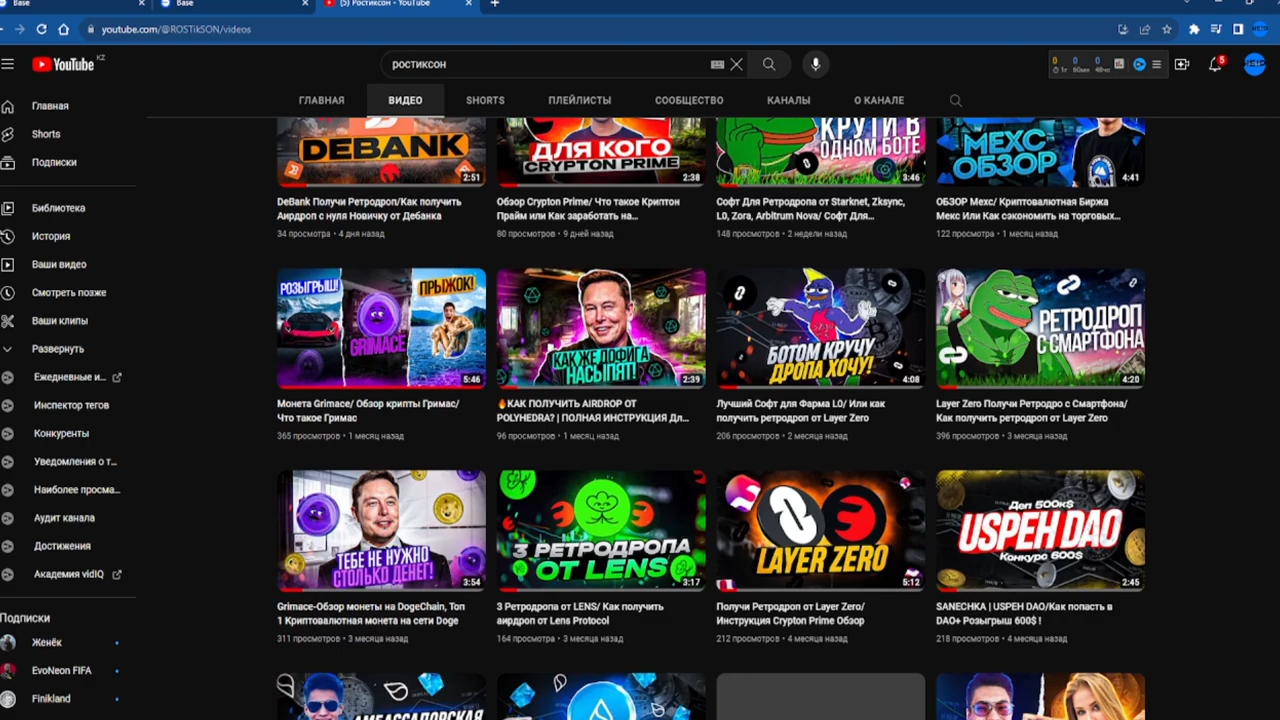 Base
Base
(5) Ростиксон - YouTube
youtube.com/@ROSTikSON/videos
YouTube KZ
ростиксон
5
ГЛАВНАЯ
ВИДЕО
SHORTS
ПЛЕЙЛИСТЫ
СООБЩЕСТВО
КАНАЛЫ
О КАНАЛЕ
Главная
Shorts
Подписки
Библиотека
История
Ваши видео
Смотреть позже
Ваши клипы
Развернуть
Ежедневные и...
Инспектор тегов
Конкуренты
Уведомления о т...
Наиболее просма...
Аудит канала
Достижения
Академия vidIQ
Подписки
Женёк
EvoNeon FIFA
Finikland
DEBANK
2:51
DeBank Получи Ретродроп/Как получить
Аирдроп с нуля Новичку от Дебанка
34 просмотра • 4 дня назад
ДЛЯ КОГО
CRYPTON PRIME
2:38
Обзор Crypton Prime/ Что такое Криптон
Прайм или Как заработать на...
80 просмотров • 9 дней назад
КРУТИ В
ОДНОМ БОТЕ
3:46
Софт Для Ретродропа от Starknet, Zksync,
L0, Zora, Arbitrum Nova/ Софт Для...
148 просмотров • 2 недели назад
МЕХС
ОБЗОР
4:41
ОБЗОР Мехс/ Криптовалютная Биржа
Мекс Или Как сэкономить на торговых...
122 просмотра • 1 месяц назад
РОЗЫГРЫШ!
GRIMACE
ПРЫЖОК!
5:46
Монета Grimace/ Обзор крипты Гримас/
Что такое Гримас
365 просмотров • 1 месяц назад
КАК ЖЕ ДОФИГА
НАСЫПЯТ!
2:39
🔥КАК ПОЛУЧИТЬ AIRDROP ОТ
POLYHEDRA? | ПОЛНАЯ ИНСТРУКЦИЯ Дл...
96 просмотров • 1 месяц назад
БОТОМ КРУЧУ
ДРОПА ХОЧУ!
4:08
Лучший Софт для Фарма L0/ Или как
получить ретродроп от Layer Zero
206 просмотров • 2 месяца назад
РЕТРОДРОП
С СМАРТФОНА
4:20
Layer Zero Получи Ретродро с Смартфона/
Как получить ретродроп от Layer Zero
396 просмотров • 3 месяца назад
ТЕБЕ НЕ НУЖНО
СТОЛЬКО ДЕНЕГ!
3:54
Grimace-Обзор монеты на DogeChain, Топ
1 Криптовалютная монета на сети Doge
311 просмотров • 3 месяца назад
3 РЕТРОДРОПА
ОТ LENS
3:17
3 Ретродропа от LENS/ Как получить
аирдроп от Lens Protocol
164 просмотра • 3 месяца назад
LAYER ZERO
5:12
Получи Ретродроп от Layer Zero/
Инструкция Crypton Prime Обзор
212 просмотров • 4 месяца назад
Деп 500к$
USPEH DAO
Конкурс 600$
2:45
SANECHKA | USPEH DAO/Как попасть в
DAO+ Розыгрыш 600$ !
218 просмотров • 4 месяца назад
АМБАССАДОРСКАЯ